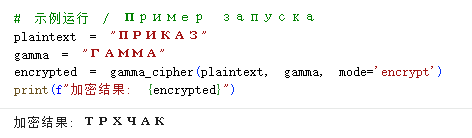 # 示例运行 / Пример запуска
plaintext = "ПРИКАЗ"
gamma = "ГАММА"
encrypted = gamma_cipher(plaintext, gamma, mode='encrypt')
print(f"加密结果: {encrypted}")
加密结果: ТРХЧАК